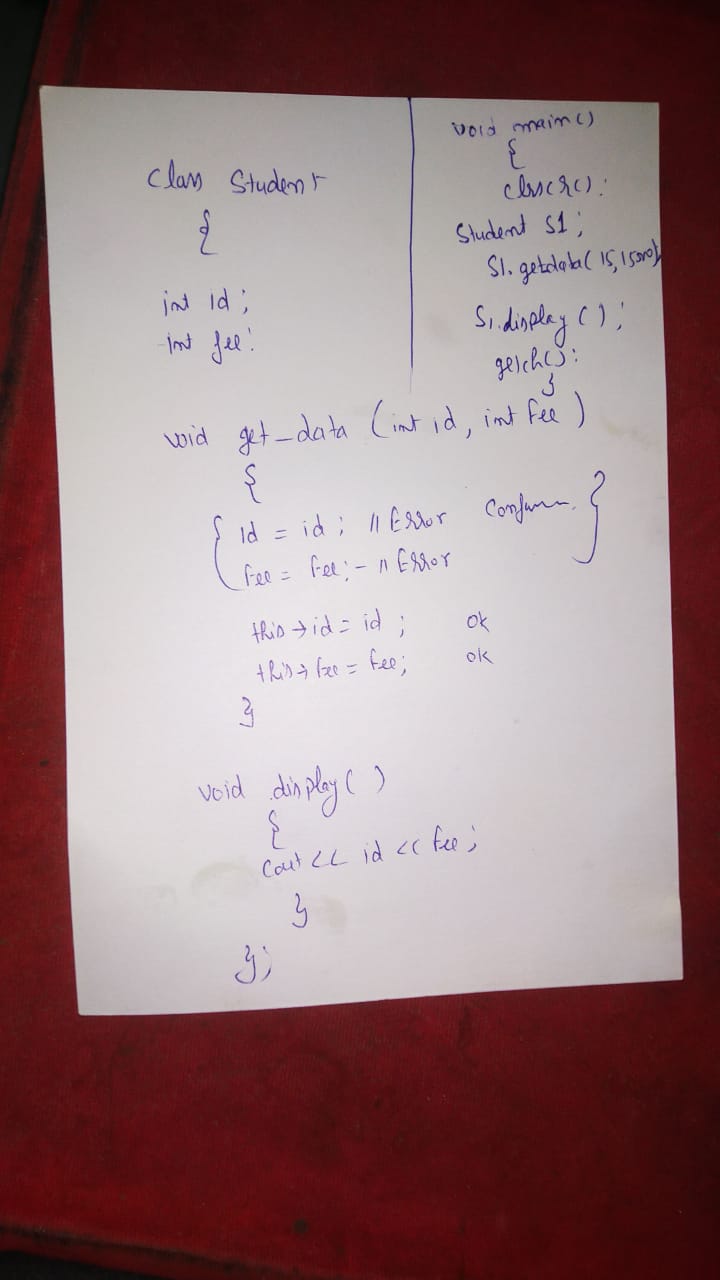 class Student
{
int id;
int fee;
void get_data (int id, int fee)
{
{ id = id; // Error Confusn. }
fee = fee; - // Error
this→id = id; ok
this→fee = fee; ok
}
void display( )
{
cout << id << fee;
}
};
void main()
{
clrscr();
Student S1;
S1.getdata(15,1500);
S1.display();
getch();
}